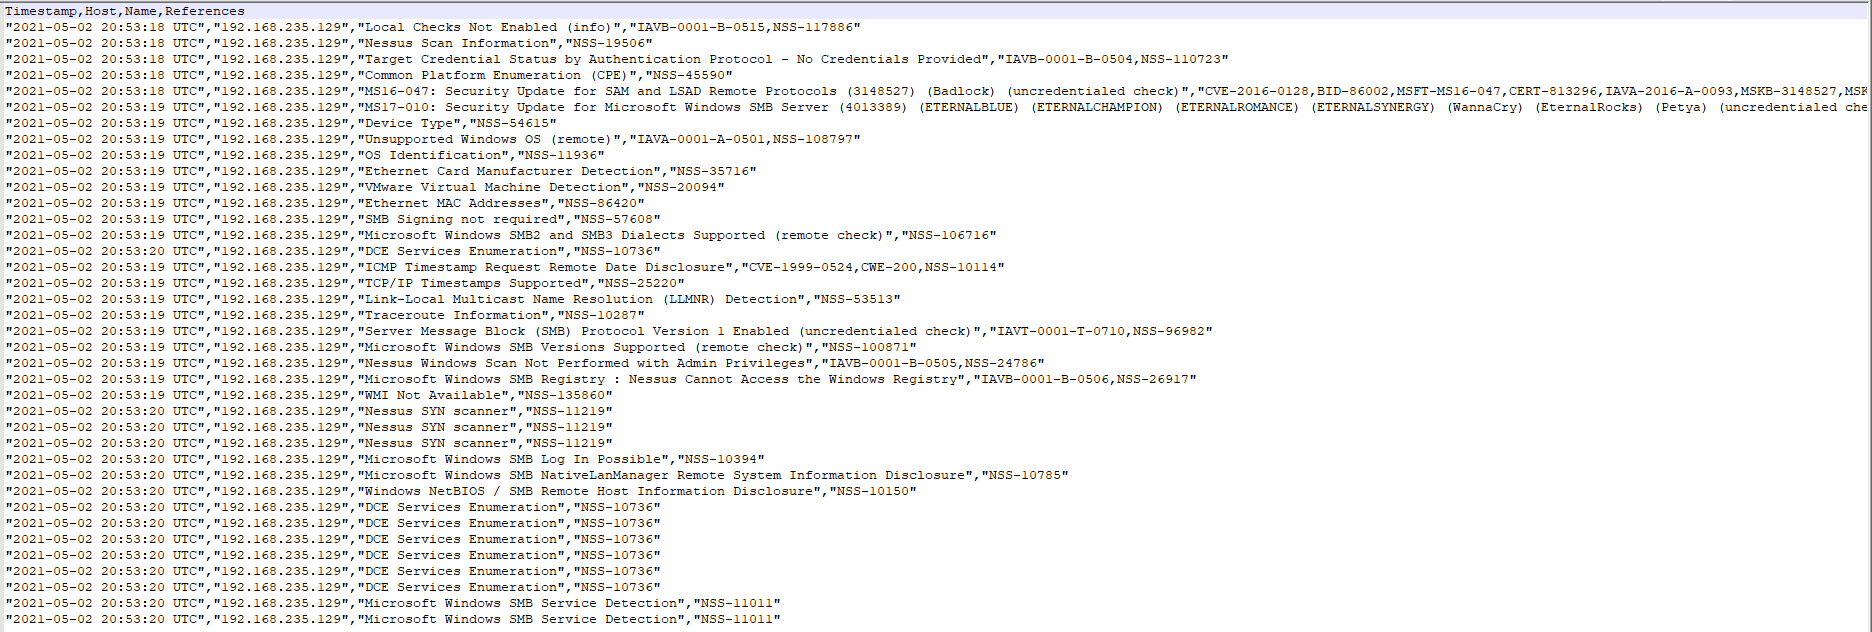 Timestamp,Host,Name,References
"2021-05-02 20:53:18 UTC","192.168.235.129","Local Checks Not Enabled (info)","IAVB-0001-B-0515,NSS-117886"
"2021-05-02 20:53:18 UTC","192.168.235.129","Nessus Scan Information","NSS-19506"
"2021-05-02 20:53:18 UTC","192.168.235.129","Target Credential Status by Authentication Protocol - No Credentials Provided","IAVB-0001-B-0504,NSS-110723"
"2021-05-02 20:53:18 UTC","192.168.235.129","Common Platform Enumeration (CPE)","NSS-45590"
"2021-05-02 20:53:18 UTC","192.168.235.129","MS16-047: Security Update for SAM and LSAD Remote Protocols (3148527) (Badlock) (uncredentialed check)","CVE-2016-0128,BID-86002,MSFT-MS16-047,CERT-813296,IAVA-2016-A-0093,MSKB-3148527,MSK
"2021-05-02 20:53:19 UTC","192.168.235.129","MS17-010: Security Update for Microsoft Windows SMB Server (4013389) (ETERNALBLUE) (ETERNALCHAMPION) (ETERNALROMANCE) (ETERNALSYNERGY) (WannaCry) (EternalRocks) (Petya) (uncredentialed che
"2021-05-02 20:53:19 UTC","192.168.235.129","Device Type","NSS-54615"
"2021-05-02 20:53:19 UTC","192.168.235.129","Unsupported Windows OS (remote)","IAVA-0001-A-0501,NSS-108797"
"2021-05-02 20:53:19 UTC","192.168.235.129","OS Identification","NSS-11936"
"2021-05-02 20:53:19 UTC","192.168.235.129","Ethernet Card Manufacturer Detection","NSS-35716"
"2021-05-02 20:53:19 UTC","192.168.235.129","VMware Virtual Machine Detection","NSS-20094"
"2021-05-02 20:53:19 UTC","192.168.235.129","Ethernet MAC Addresses","NSS-86420"
"2021-05-02 20:53:19 UTC","192.168.235.129","SMB Signing not required","NSS-57608"
"2021-05-02 20:53:19 UTC","192.168.235.129","Microsoft Windows SMB2 and SMB3 Dialects Supported (remote check)","NSS-106716"
"2021-05-02 20:53:20 UTC","192.168.235.129","DCE Services Enumeration","NSS-10736"
"2021-05-02 20:53:19 UTC","192.168.235.129","ICMP Timestamp Request Remote Date Disclosure","CVE-1999-0524,CWE-200,NSS-10114"
"2021-05-02 20:53:19 UTC","192.168.235.129","TCP/IP Timestamps Supported","NSS-25220"
"2021-05-02 20:53:19 UTC","192.168.235.129","Link-Local Multicast Name Resolution (LLMNR) Detection","NSS-53513"
"2021-05-02 20:53:19 UTC","192.168.235.129","Traceroute Information","NSS-10287"
"2021-05-02 20:53:19 UTC","192.168.235.129","Server Message Block (SMB) Protocol Version 1 Enabled (uncredentialed check)","IAVT-0001-T-0710,NSS-96982"
"2021-05-02 20:53:19 UTC","192.168.235.129","Microsoft Windows SMB Versions Supported (remote check)","NSS-100871"
"2021-05-02 20:53:19 UTC","192.168.235.129","Nessus Windows Scan Not Performed with Admin Privileges","IAVB-0001-B-0505,NSS-24786"
"2021-05-02 20:53:19 UTC","192.168.235.129","Microsoft Windows SMB Registry : Nessus Cannot Access the Windows Registry","IAVB-0001-B-0506,NSS-26917"
"2021-05-02 20:53:19 UTC","192.168.235.129","WMI Not Available","NSS-135860"
"2021-05-02 20:53:20 UTC","192.168.235.129","Nessus SYN scanner","NSS-11219"
"2021-05-02 20:53:20 UTC","192.168.235.129","Nessus SYN scanner","NSS-11219"
"2021-05-02 20:53:20 UTC","192.168.235.129","Nessus SYN scanner","NSS-11219"
"2021-05-02 20:53:20 UTC","192.168.235.129","Microsoft Windows SMB Log In Possible","NSS-10394"
"2021-05-02 20:53:20 UTC","192.168.235.129","Microsoft Windows SMB NativeLanManager Remote System Information Disclosure","NSS-10785"
"2021-05-02 20:53:20 UTC","192.168.235.129","Windows NetBIOS / SMB Remote Host Information Disclosure","NSS-10150"
"2021-05-02 20:53:20 UTC","192.168.235.129","DCE Services Enumeration","NSS-10736"
"2021-05-02 20:53:20 UTC","192.168.235.129","DCE Services Enumeration","NSS-10736"
"2021-05-02 20:53:20 UTC","192.168.235.129","DCE Services Enumeration","NSS-10736"
"2021-05-02 20:53:20 UTC","192.168.235.129","DCE Services Enumeration","NSS-10736"
"2021-05-02 20:53:20 UTC","192.168.235.129","DCE Services Enumeration","NSS-10736"
"2021-05-02 20:53:20 UTC","192.168.235.129","DCE Services Enumeration","NSS-10736"
"2021-05-02 20:53:20 UTC","192.168.235.129","Microsoft Windows SMB Service Detection","NSS-11011"
"2021-05-02 20:53:20 UTC","192.168.235.129","Microsoft Windows SMB Service Detection","NSS-11011"